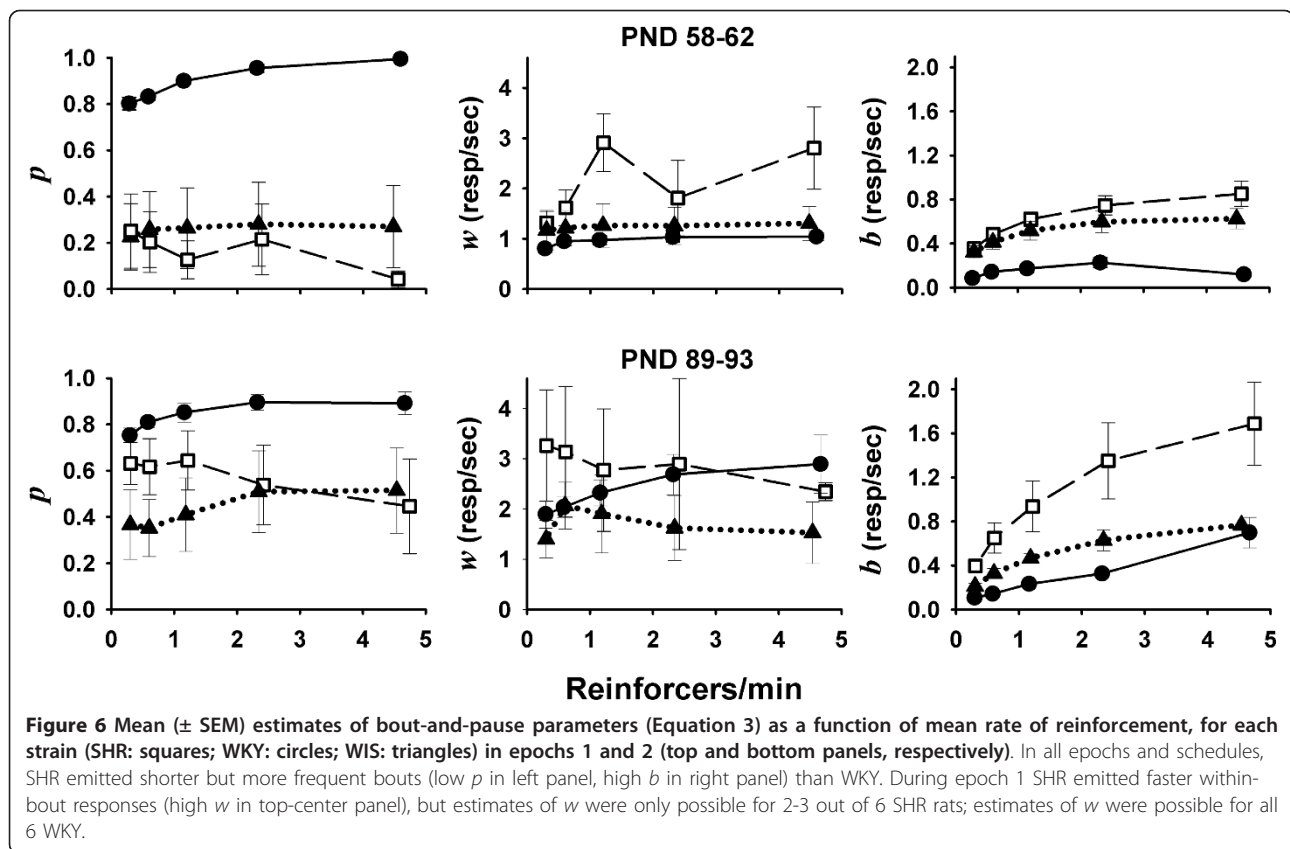 PND 58-62
1.0
0.8
0.6
0.4
0.2
0.0
p
4
3
2
1
0
w (resp/sec)
2.0
1.6
1.2
0.8
0.4
0.0
b (resp/sec)
0 1 2 3 4 5
PND 89-93
1.0
0.8
0.6
0.4
0.2
0.0
p
0 1 2 3 4 5
4
3
2
1
0
w (resp/sec)
0 1 2 3 4 5
2.0
1.6
1.2
0.8
0.4
0.0
b (resp/sec)
0 1 2 3 4 5
Reinforcers/min
Figure 6 Mean (± SEM) estimates of bout-and-pause parameters (Equation 3) as a function of mean rate of reinforcement, for each
strain (SHR: squares; WKY: circles; WIS: triangles) in epochs 1 and 2 (top and bottom panels, respectively). In all epochs and schedules,
SHR emitted shorter but more frequent bouts (low p in left panel, high b in right panel) than WKY. During epoch 1 SHR emitted faster within-
bout responses (high w in top-center panel), but estimates of w were only possible for 2-3 out of 6 SHR rats; estimates of w were possible for all
6 WKY.